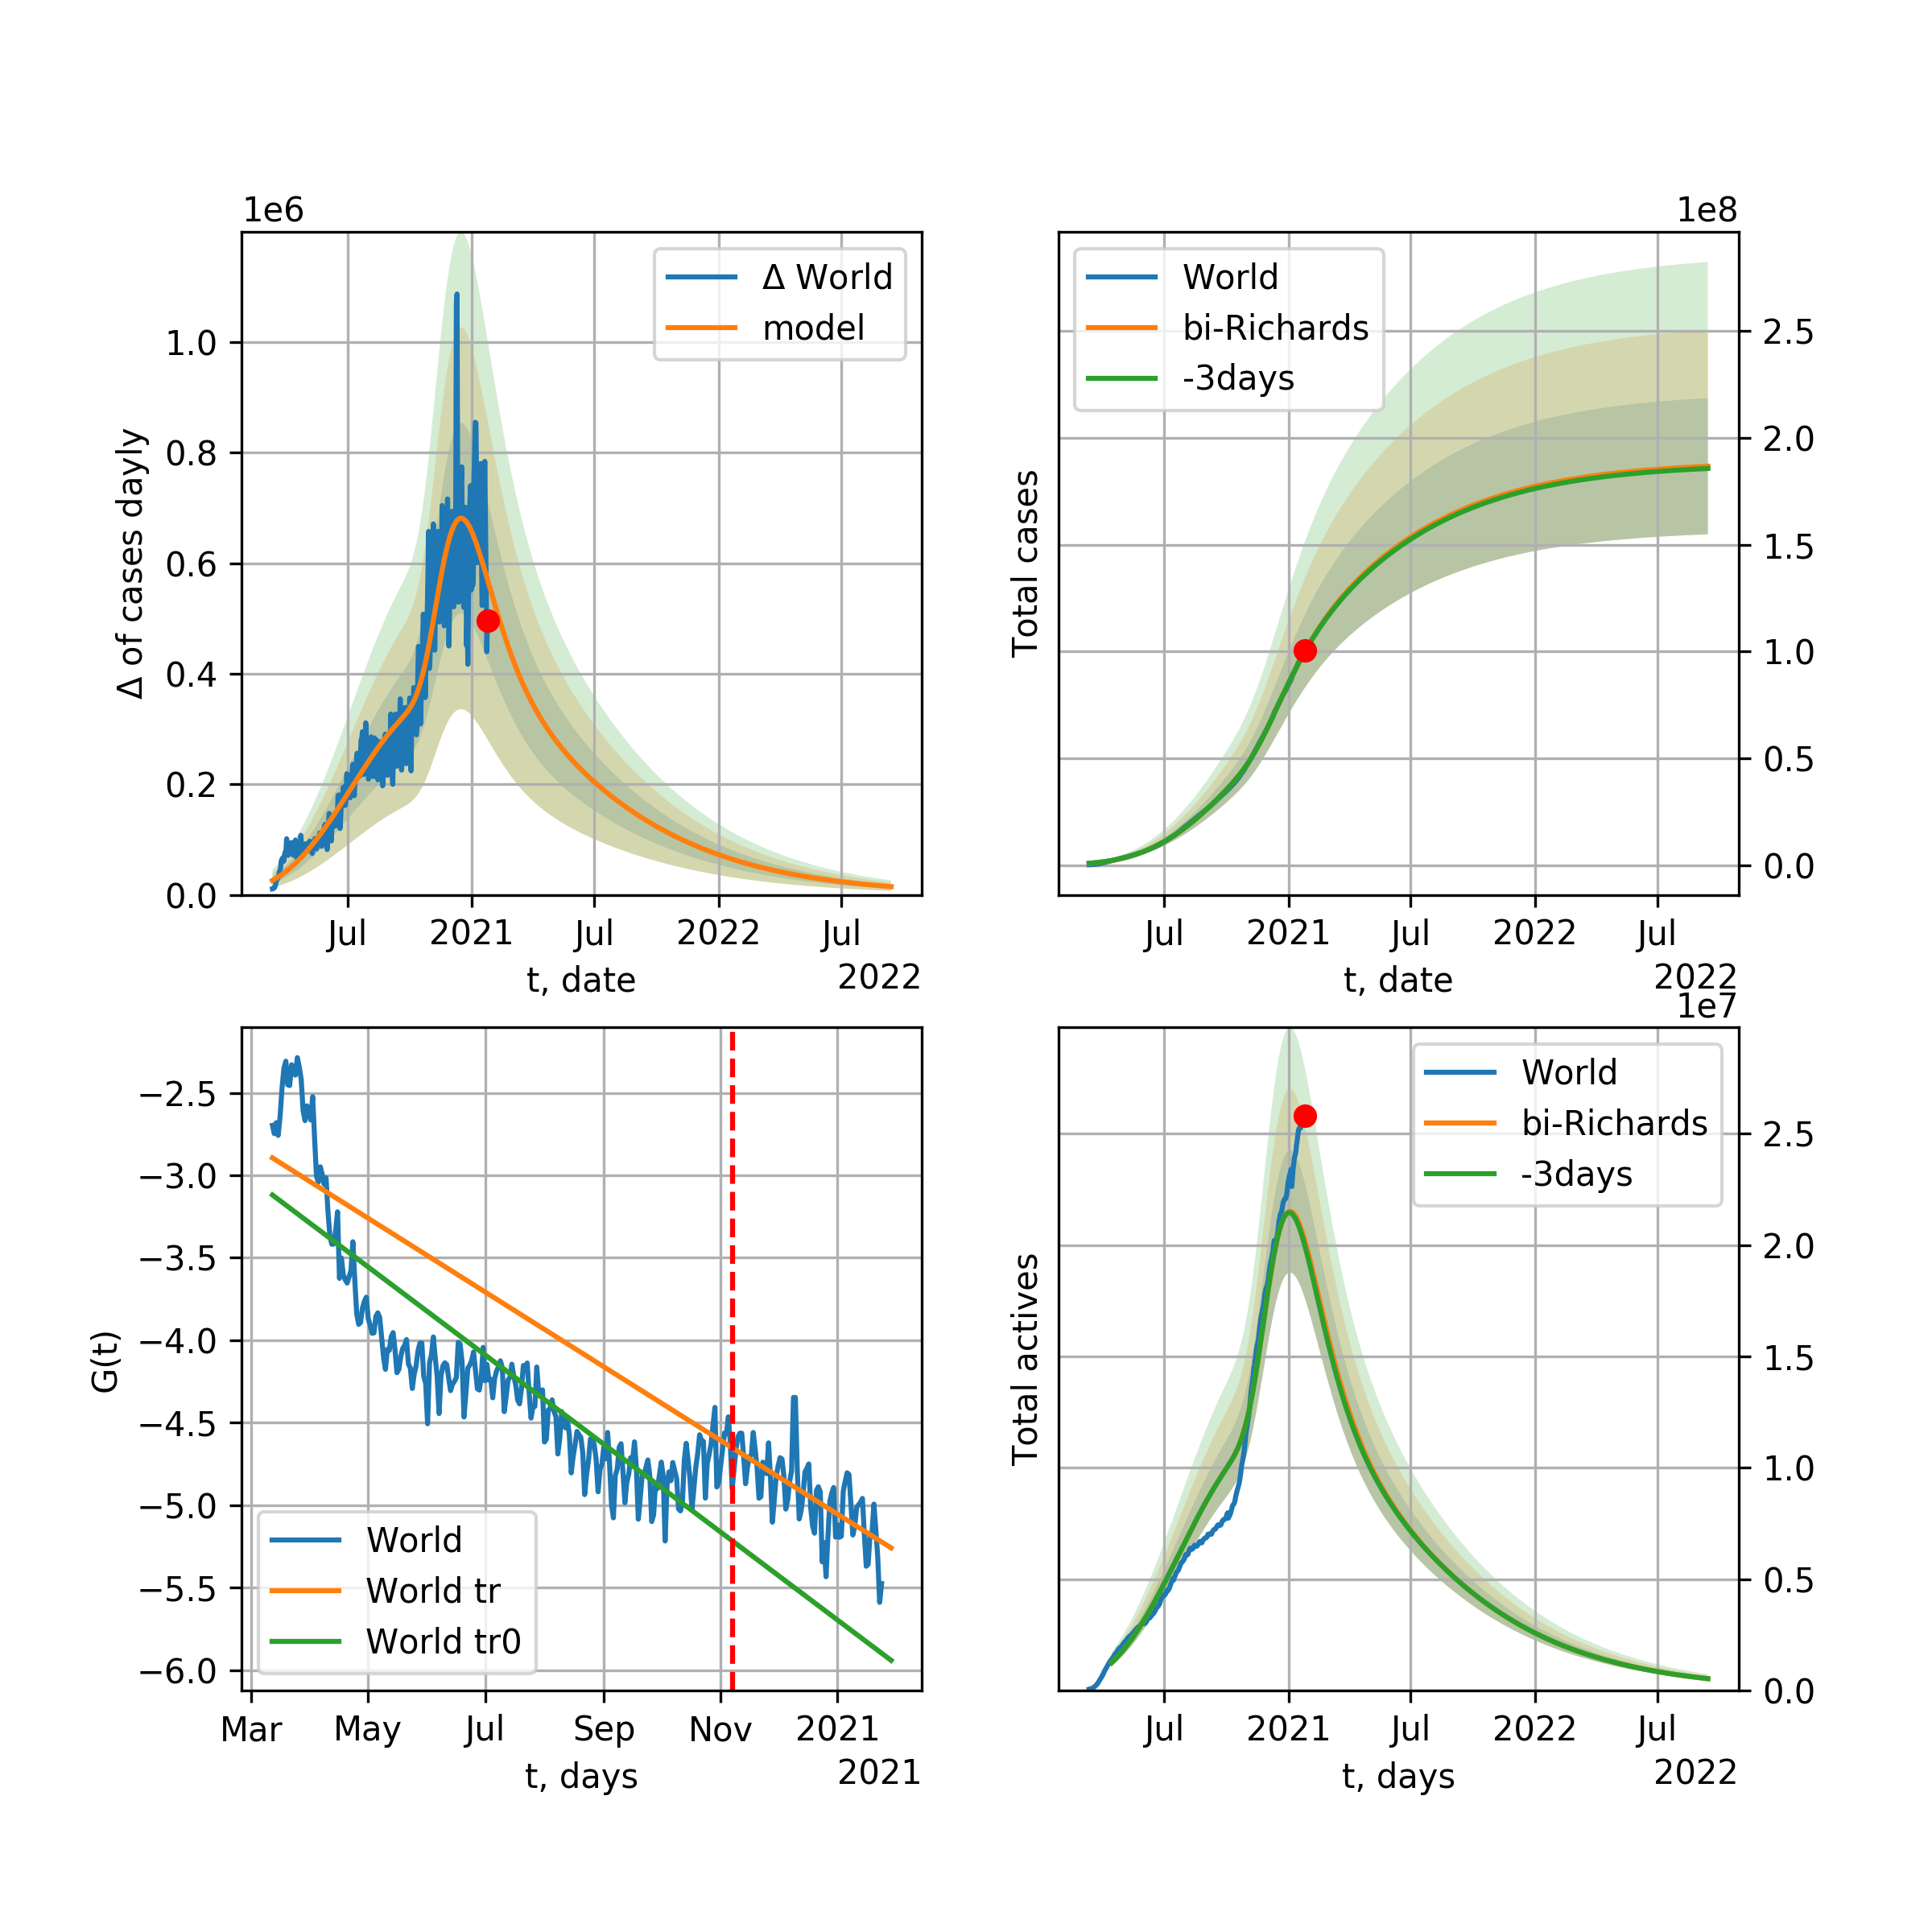 1e6
Δ World
model
1.0
0.8
0.6
0.4
0.2
0.0
Δ of cases dayly
Jul
2021
Jul
2022
Jul
t, date
2022
1e8
World
bi-Richards
-3days
2.5
2.0
1.5
1.0
0.5
0.0
Total cases
Jul
2021
Jul
2022
Jul
t, date
2022
−2.5
−3.0
−3.5
−4.0
−4.5
−5.0
−5.5
−6.0
G(t)
World
World tr
World tr0
Mar
May
Jul
Sep
Nov
2021
t, days
2021
1e7
World
bi-Richards
-3days
2.5
2.0
1.5
1.0
0.5
0.0
Total actives
Jul
2021
Jul
2022
Jul
t, days
2022